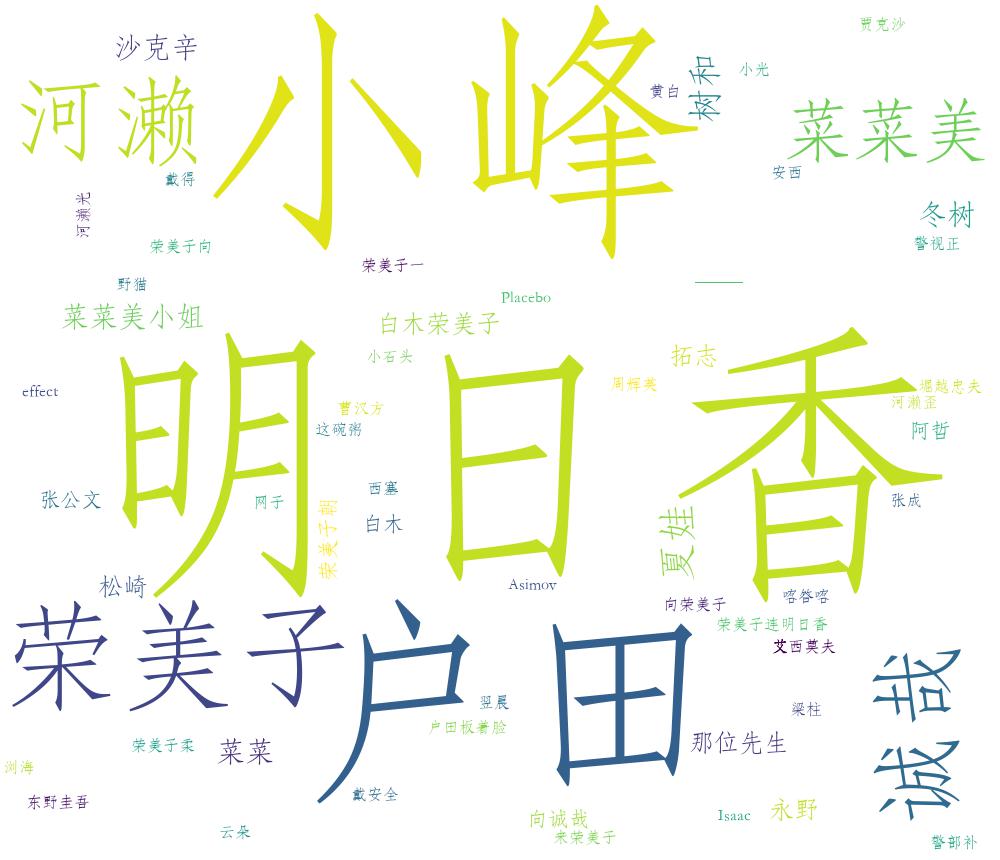 贾克沙
沙克辛
小峰
树和
小光
河濑
黄白
菜菜美
戴得
安西
河濑光
冬树
荣美子向
警视正
荣美子一
野猫
Placebo
菜菜美小姐
白木荣美子
明日香
小石头
拓志
effect
周辉英
堀越忠夫
曹汉方
河濑歪
这碗粥
阿哲
张公文
网子
西塞
张成
荣美子朝
白木
夏娃
松崎
Asimov
喀答喀
向荣美子
荣美子
户田
荣美子连明日香
艾西莫夫
诚哉
翌晨
梁柱
户田板着脸
荣美子柔
菜菜
那位先生
浏海
东野圭吾
戴安全
云朵
向诚哉
来荣美子
Isaac
永野
警部补